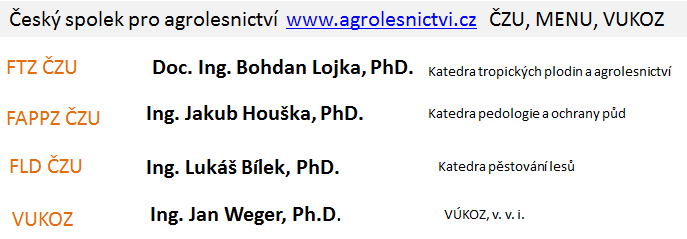 Český spolek pro agrolesnictví www.agrolesnictvi.cz ČZU, MENU, VUKOZ
FTZ ČZU Doc. Ing. Bohdan Lojka, PhD. Katedra tropických plodin a agrolesnictví
FAPPZ ČZU Ing. Jakub Houška, PhD. Katedra pedologie a ochrany půd
FLD ČZU Ing. Lukáš Bílek, PhD. Katedra pěstování lesů
VUKOZ Ing. Jan Weger, Ph.D. VÚKOZ, v. v. i.